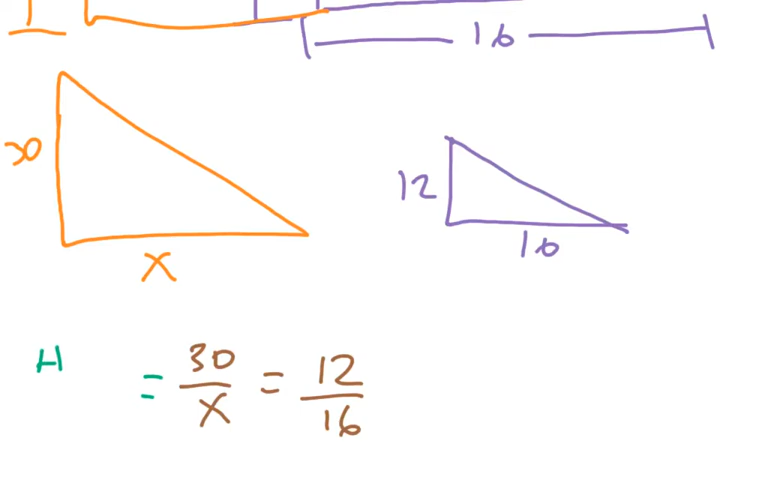 16
30
12
x
16
H = 30/x = 12/16